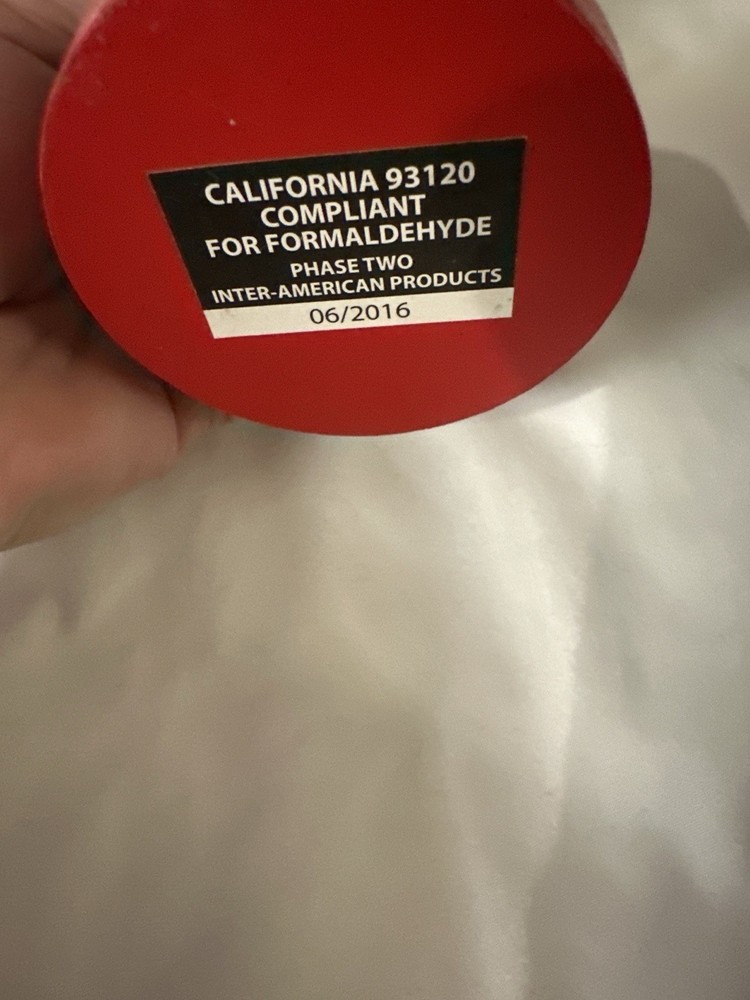 CALIFORNIA 93120
COMPLIANT
FOR FORMALDEHYDE
PHASE TWO
INTER-AMERICAN PRODUCTS
06/2016